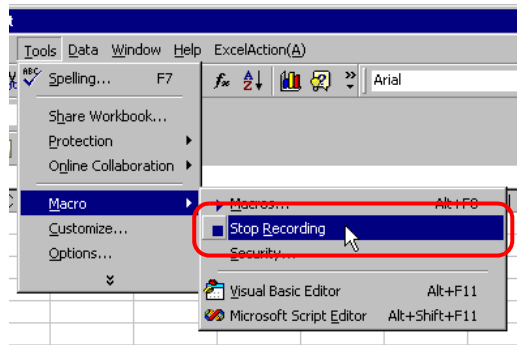 Tools Data Window Help ExcelAction(A)
ABC Spelling... F7
Arial
Share Workbook...
Protection
Online Collaboration
Macro
Macros... Alt+F8
Customize...
Stop Recording
Options...
Security...
Visual Basic Editor Alt+F11
Microsoft Script Editor Alt+Shift+F11